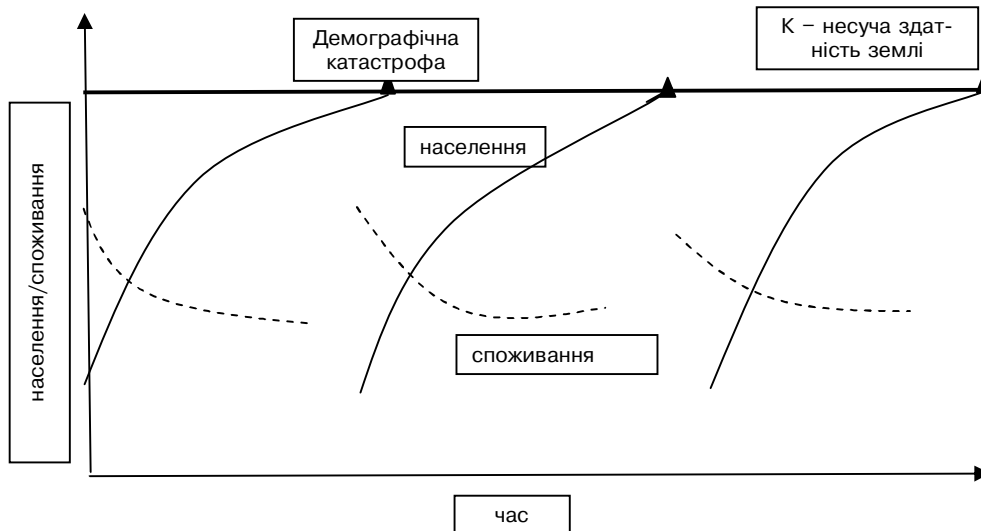 Демографічна
катастрофа
К – несуча здат-
ність землі
населення
населення/споживання
споживання
час